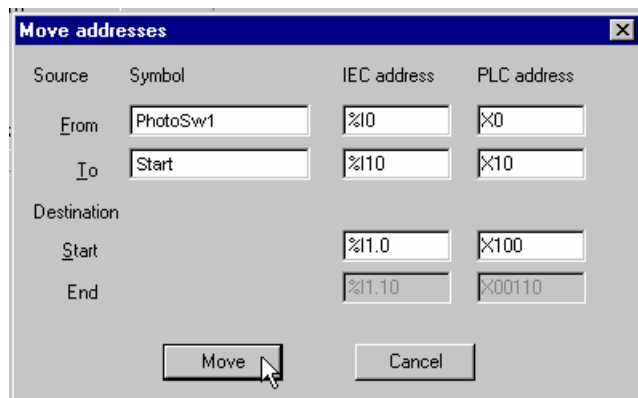 Move addresses
Source Symbol IEC address PLC address
From PhotoSw1 %I0 X0
To Start %I10 X10
Destination
Start %I1.0 X100
End %I1.10 X00110
Move Cancel